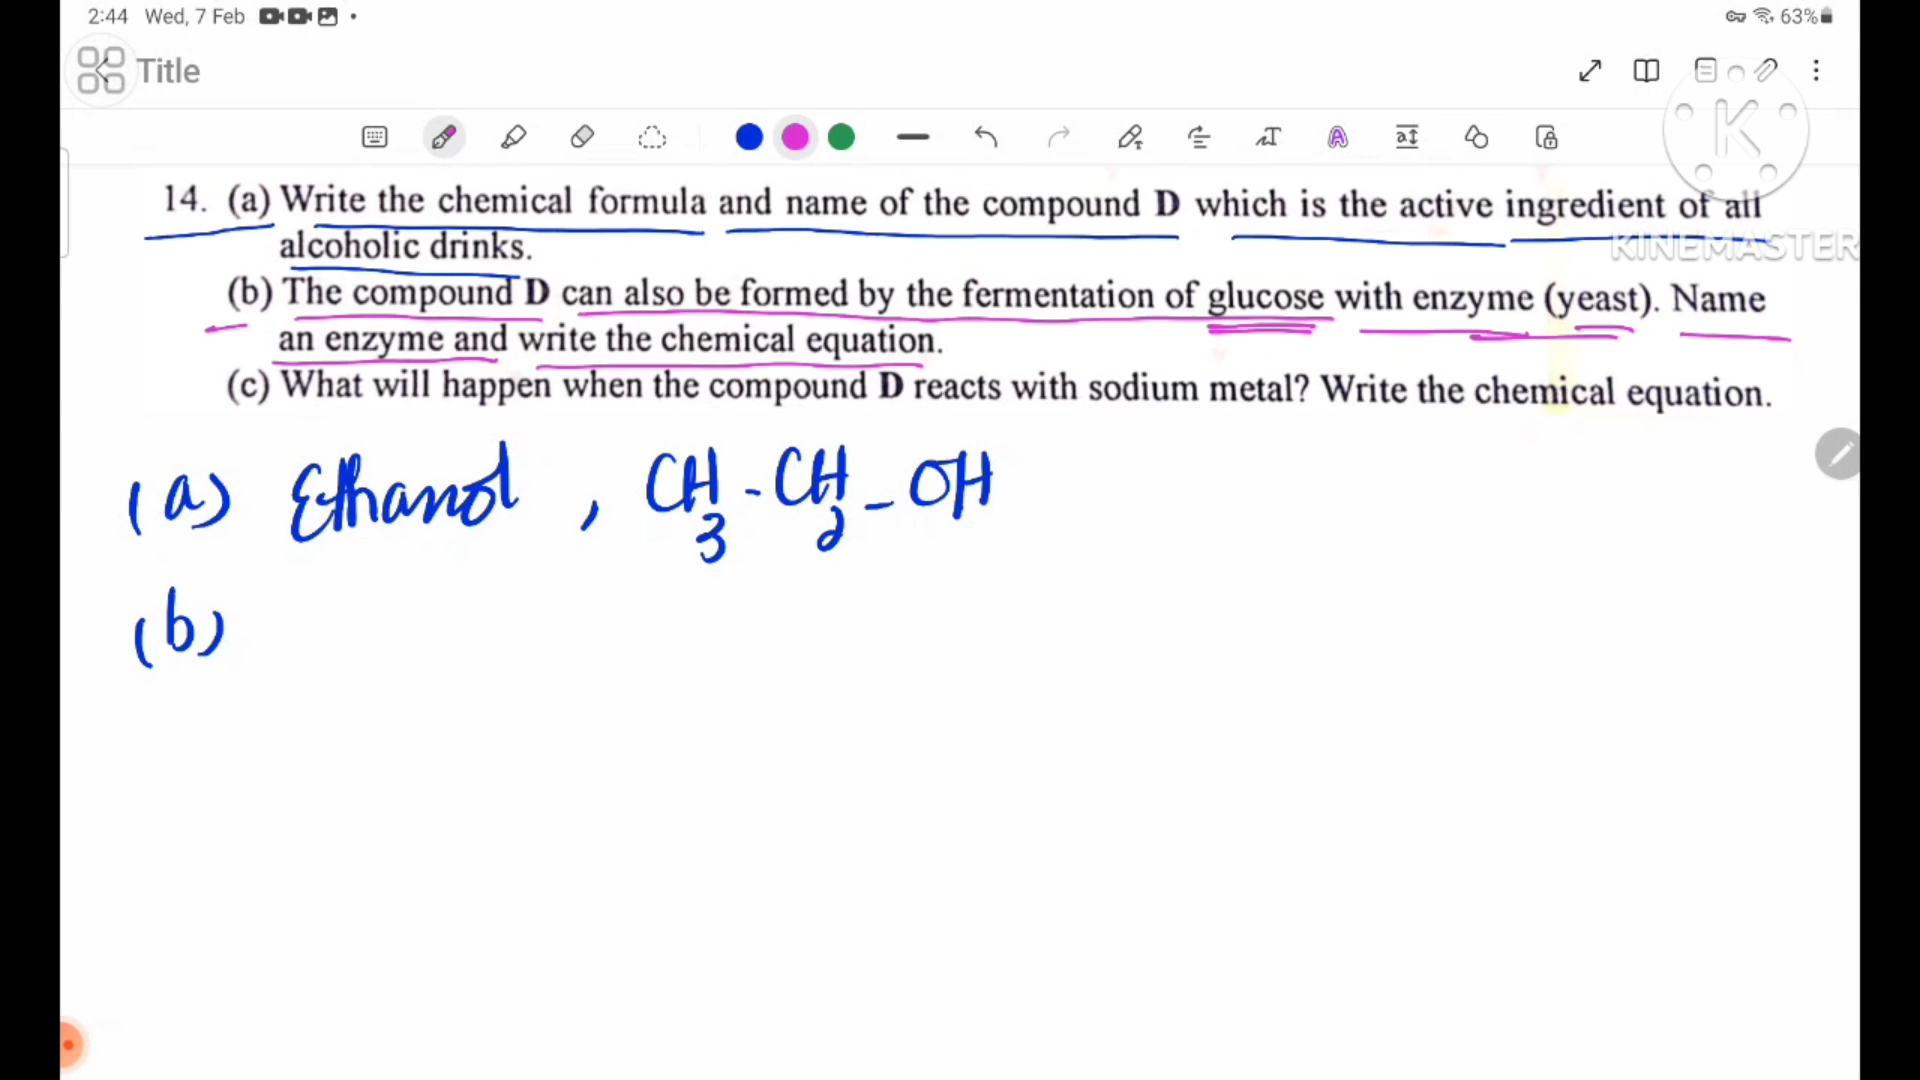 2:44 Wed, 7 Feb 63%
Title
K
KINEMASTER
14. (a) Write the chemical formula and name of the compound D which is the active ingredient of all
alcoholic drinks.
(b) The compound D can also be formed by the fermentation of glucose with enzyme (yeast). Name
an enzyme and write the chemical equation.
(c) What will happen when the compound D reacts with sodium metal? Write the chemical equation.
(a) Ethanol , CH3 - CH2 - OH
(b)